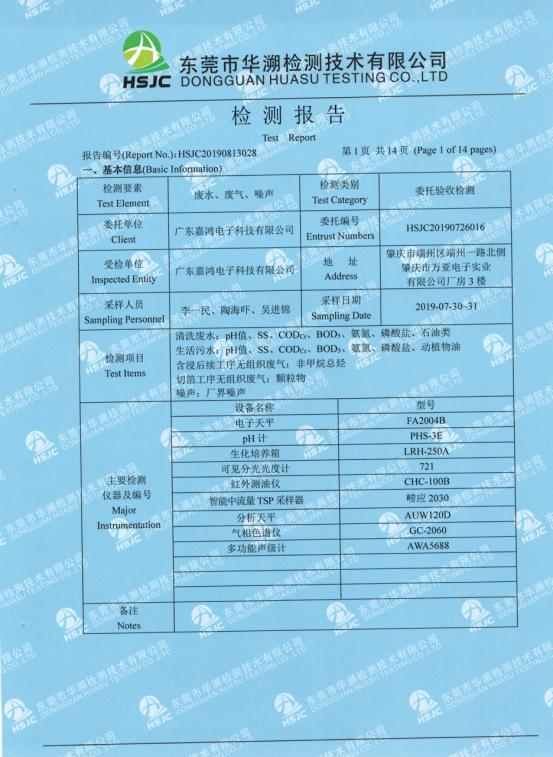 HSJC
东莞市华溯检测技术有限公司
DONGGUAN HUASU TESTING CO.,LTD
检测报告
Test Report
报告编号(Report No.): HSJC20190813028 第1页 共14页 (Page 1 of 14 pages)
一、基本信息(Basic Information)
检测要素 Test Element 废水、废气、噪声 检测类别 Test Category 委托验收检测
委托单位 Client 广东嘉鸿电子科技有限公司 委托编号 Entrust Numbers HSJC20190726016
受检单位 Inspected Entity 广东嘉鸿电子科技有限公司 地 址 Address 肇庆市端州区端州一路北侧
肇庆市万亚电子实业
有限公司厂房 3 楼
采样人员 Sampling Personnel 李一民、陶海吓、吴进锦 采样日期 Sampling Date 2019-07-30~31
检测项目 Test Items
清洗废水：pH值、SS、CODCr、BOD5、氨氮、磷酸盐、石油类
生活污水：pH值、SS、CODCr、BOD5、氨氮、磷酸盐、动植物油
含浸后续工序无组织废气：非甲烷总烃
切箔工序无组织废气：颗粒物
噪声：厂界噪声
主要检测
仪器及编号
Major
Instrumentation
设备名称 型号
电子天平 FA2004B
pH 计 PHS-3E
生化培养箱 LRH-250A
可见分光光度计 721
红外测油仪 CHC-100B
智能中流量 TSP 采样器 崂应 2030
分析天平 AUW120D
气相色谱仪 GC-2060
多功能声级计 AWA5688
备注
Notes